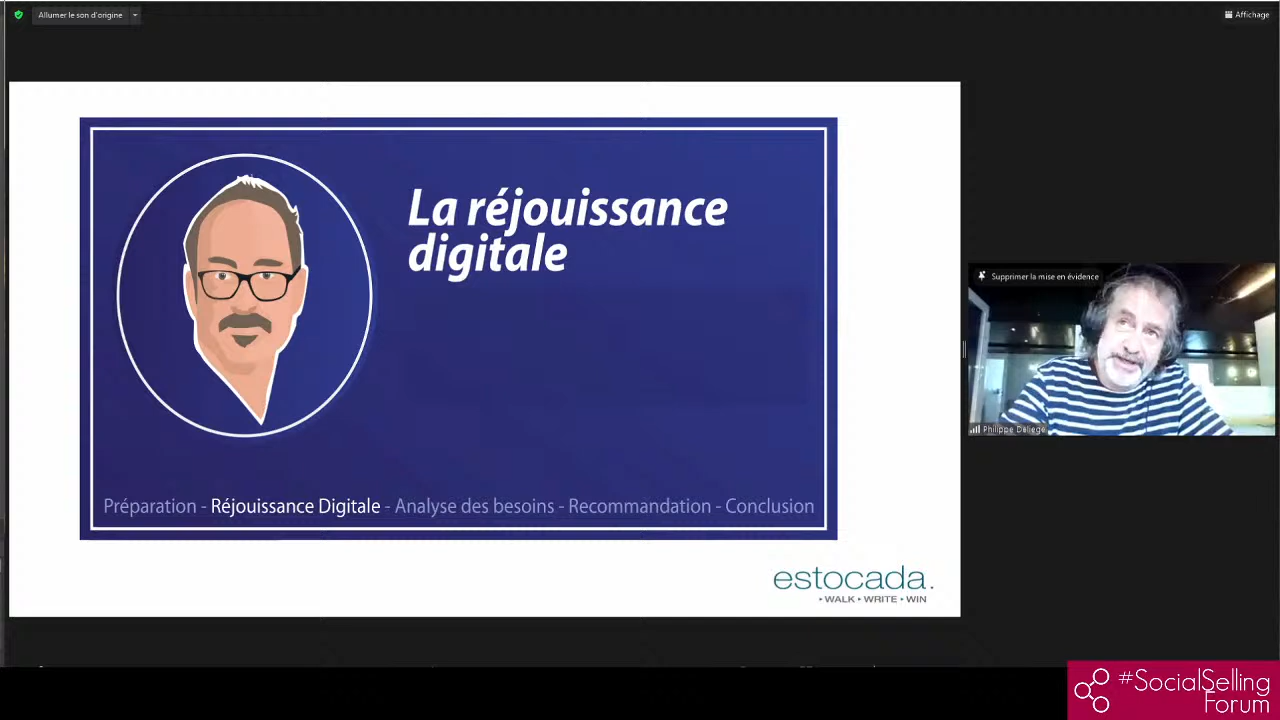 Allumer le son d'origine
Affichage
La réjouissance
digitale
Supprimer la mise en évidence
Philippe Deliège
Préparation - Réjouissance Digitale - Analyse des besoins - Recommandation - Conclusion
estocada.
• WALK • WRITE • WIN
#SocialSelling
Forum